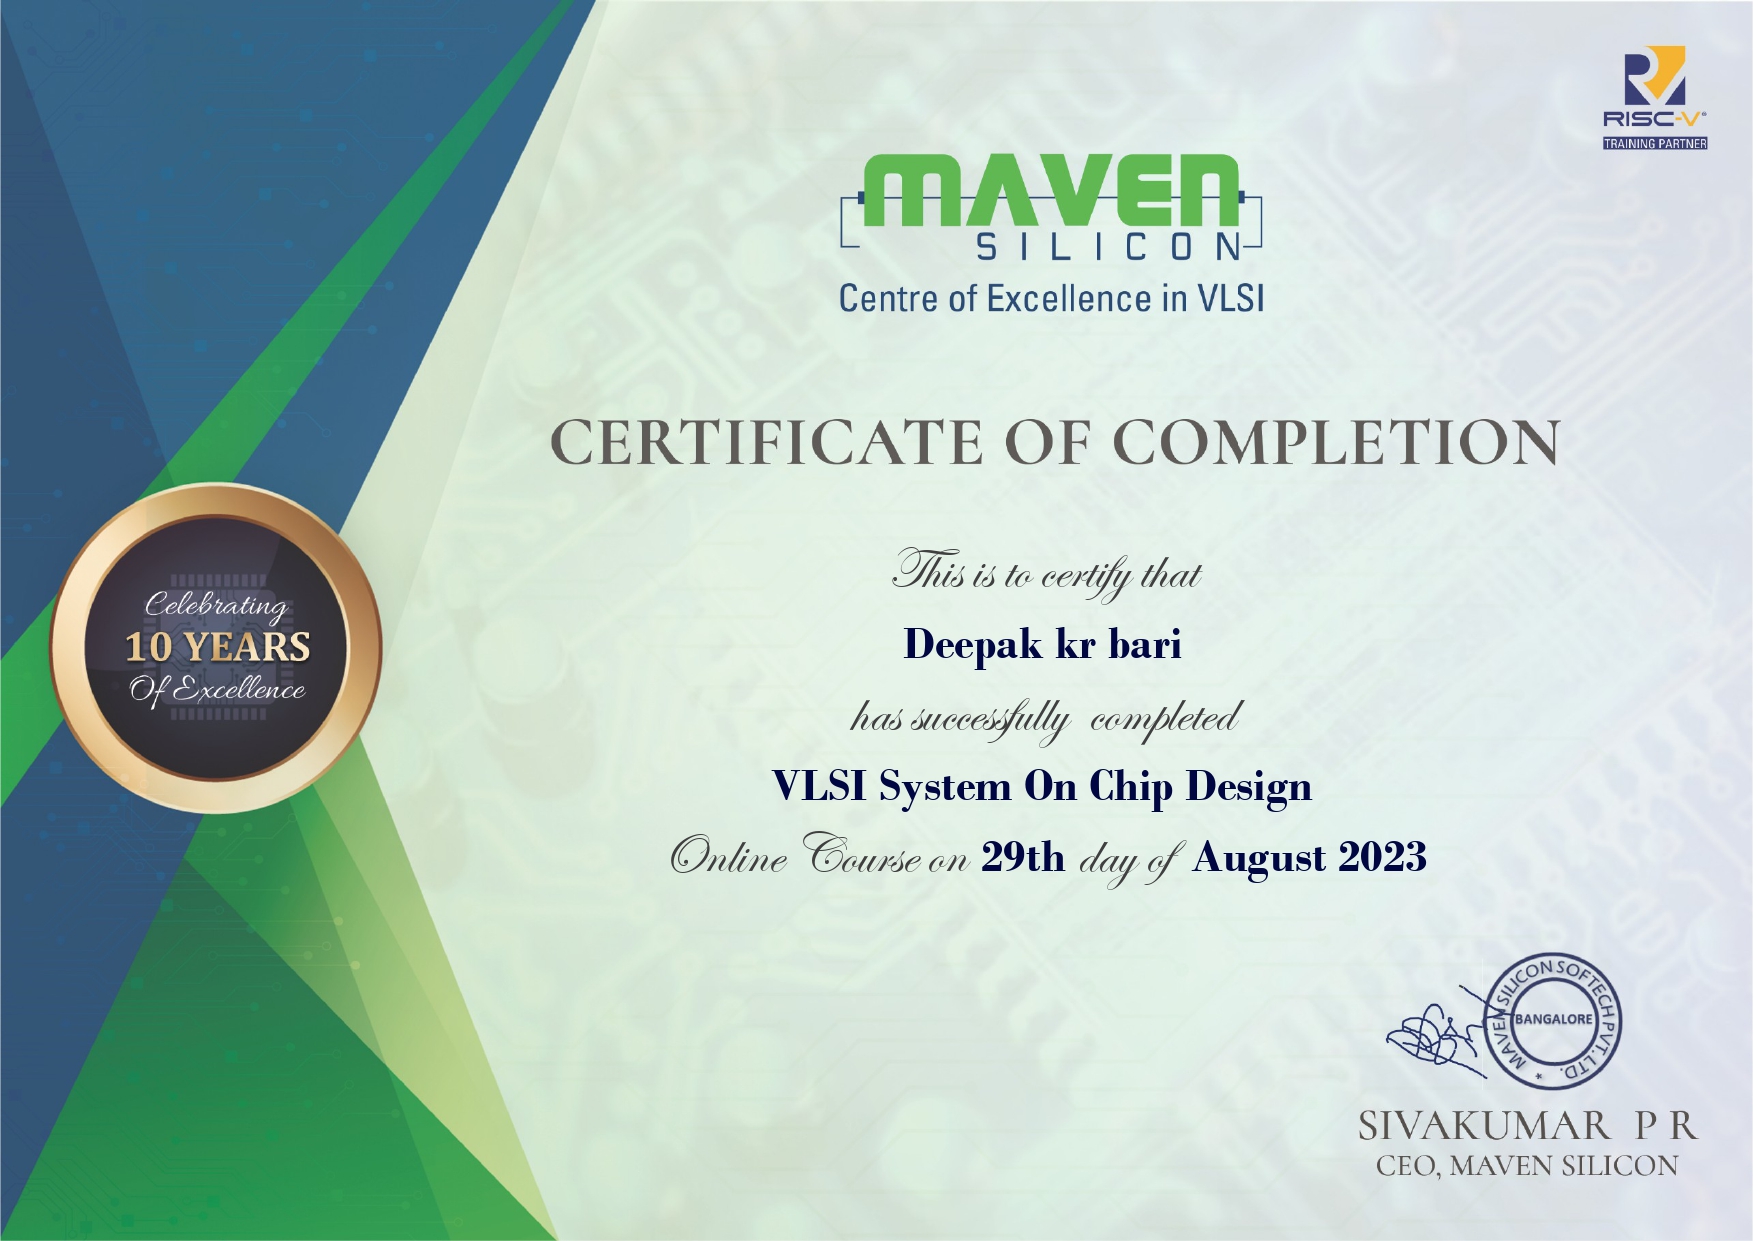 RISC-V®
TRAINING PARTNER
MAVEN
SILICON
Centre of Excellence in VLSI
CERTIFICATE OF COMPLETION
This is to certify that
Deepak kr bari
has successfully completed
VLSI System On Chip Design
Online Course on 29th day of August 2023
Celebrating
10 YEARS
Of Excellence
MAVEN SILICON SOFTECH PVT. LTD. *
BANGALORE
SIVAKUMAR P R
CEO, MAVEN SILICON